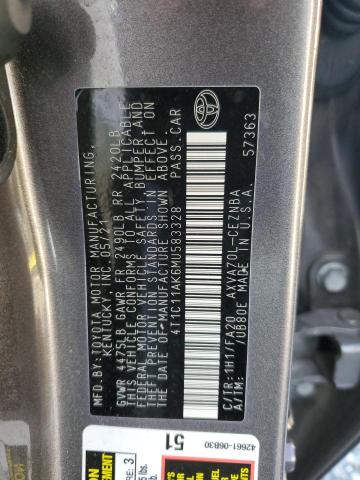 MFD. BY: TOYOTA MOTOR MANUFACTURING,
KENTUCKY, INC. 05/21
GVWR 4475LB GAWR FR 2490LB RR 2420LB
THIS VEHICLE CONFORMS TO ALL APPLICABLE
FEDERAL MOTOR VEHICLE SAFETY, BUMPER, AND
THEFT PREVENTION STANDARDS IN EFFECT ON
THE DATE OF MANUFACTURE SHOWN ABOVE.
4T1C11AK6MU583328 PASS. CAR
C/TR:1H17/FA20 AXVA70L-CEZNBA
A/TM: /UB80E MADE IN U.S.A.
57363
42661-06B30
51